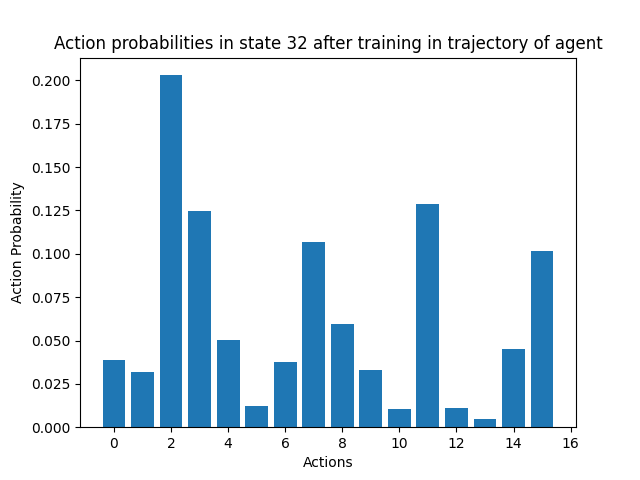 Action probabilities in state 32 after training in trajectory of agent
0.200
0.175
0.150
0.125
0.100
0.075
0.050
0.025
0.000
Action Probability
0 2 4 6 8 10 12 14 16
Actions